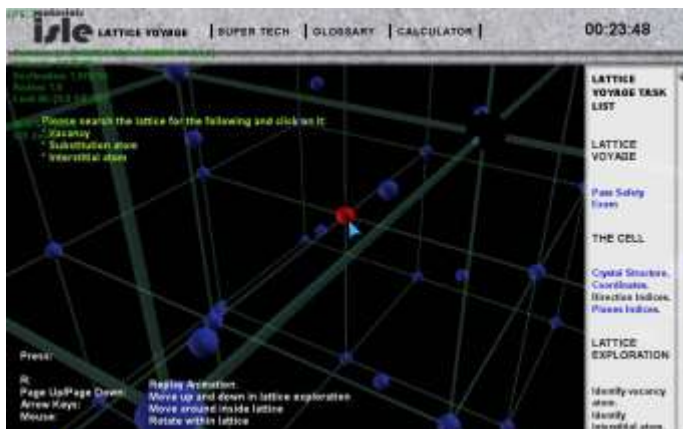 materials
isle
LATTICE VOYAGE | SUPER TECH | GLOSSARY | CALCULATOR |
00:23:48
Please search the lattice for the following and click on it:
* Vacancy
* Substitution atom
* Interstitial atom
Press:
R: Replay Animation
Page Up/Page Down: Move up and down in lattice exploration
Arrow Keys: Move around inside lattice
Mouse: Rotate within lattice
LATTICE
VOYAGE TASK
LIST
LATTICE
VOYAGE
Pass Safety
Exam
THE CELL
Crystal Structure.
Coordinates.
Direction Indices.
Planes Indices.
LATTICE
EXPLORATION
Identify vacancy
atom.
Identify
Interstitial atom